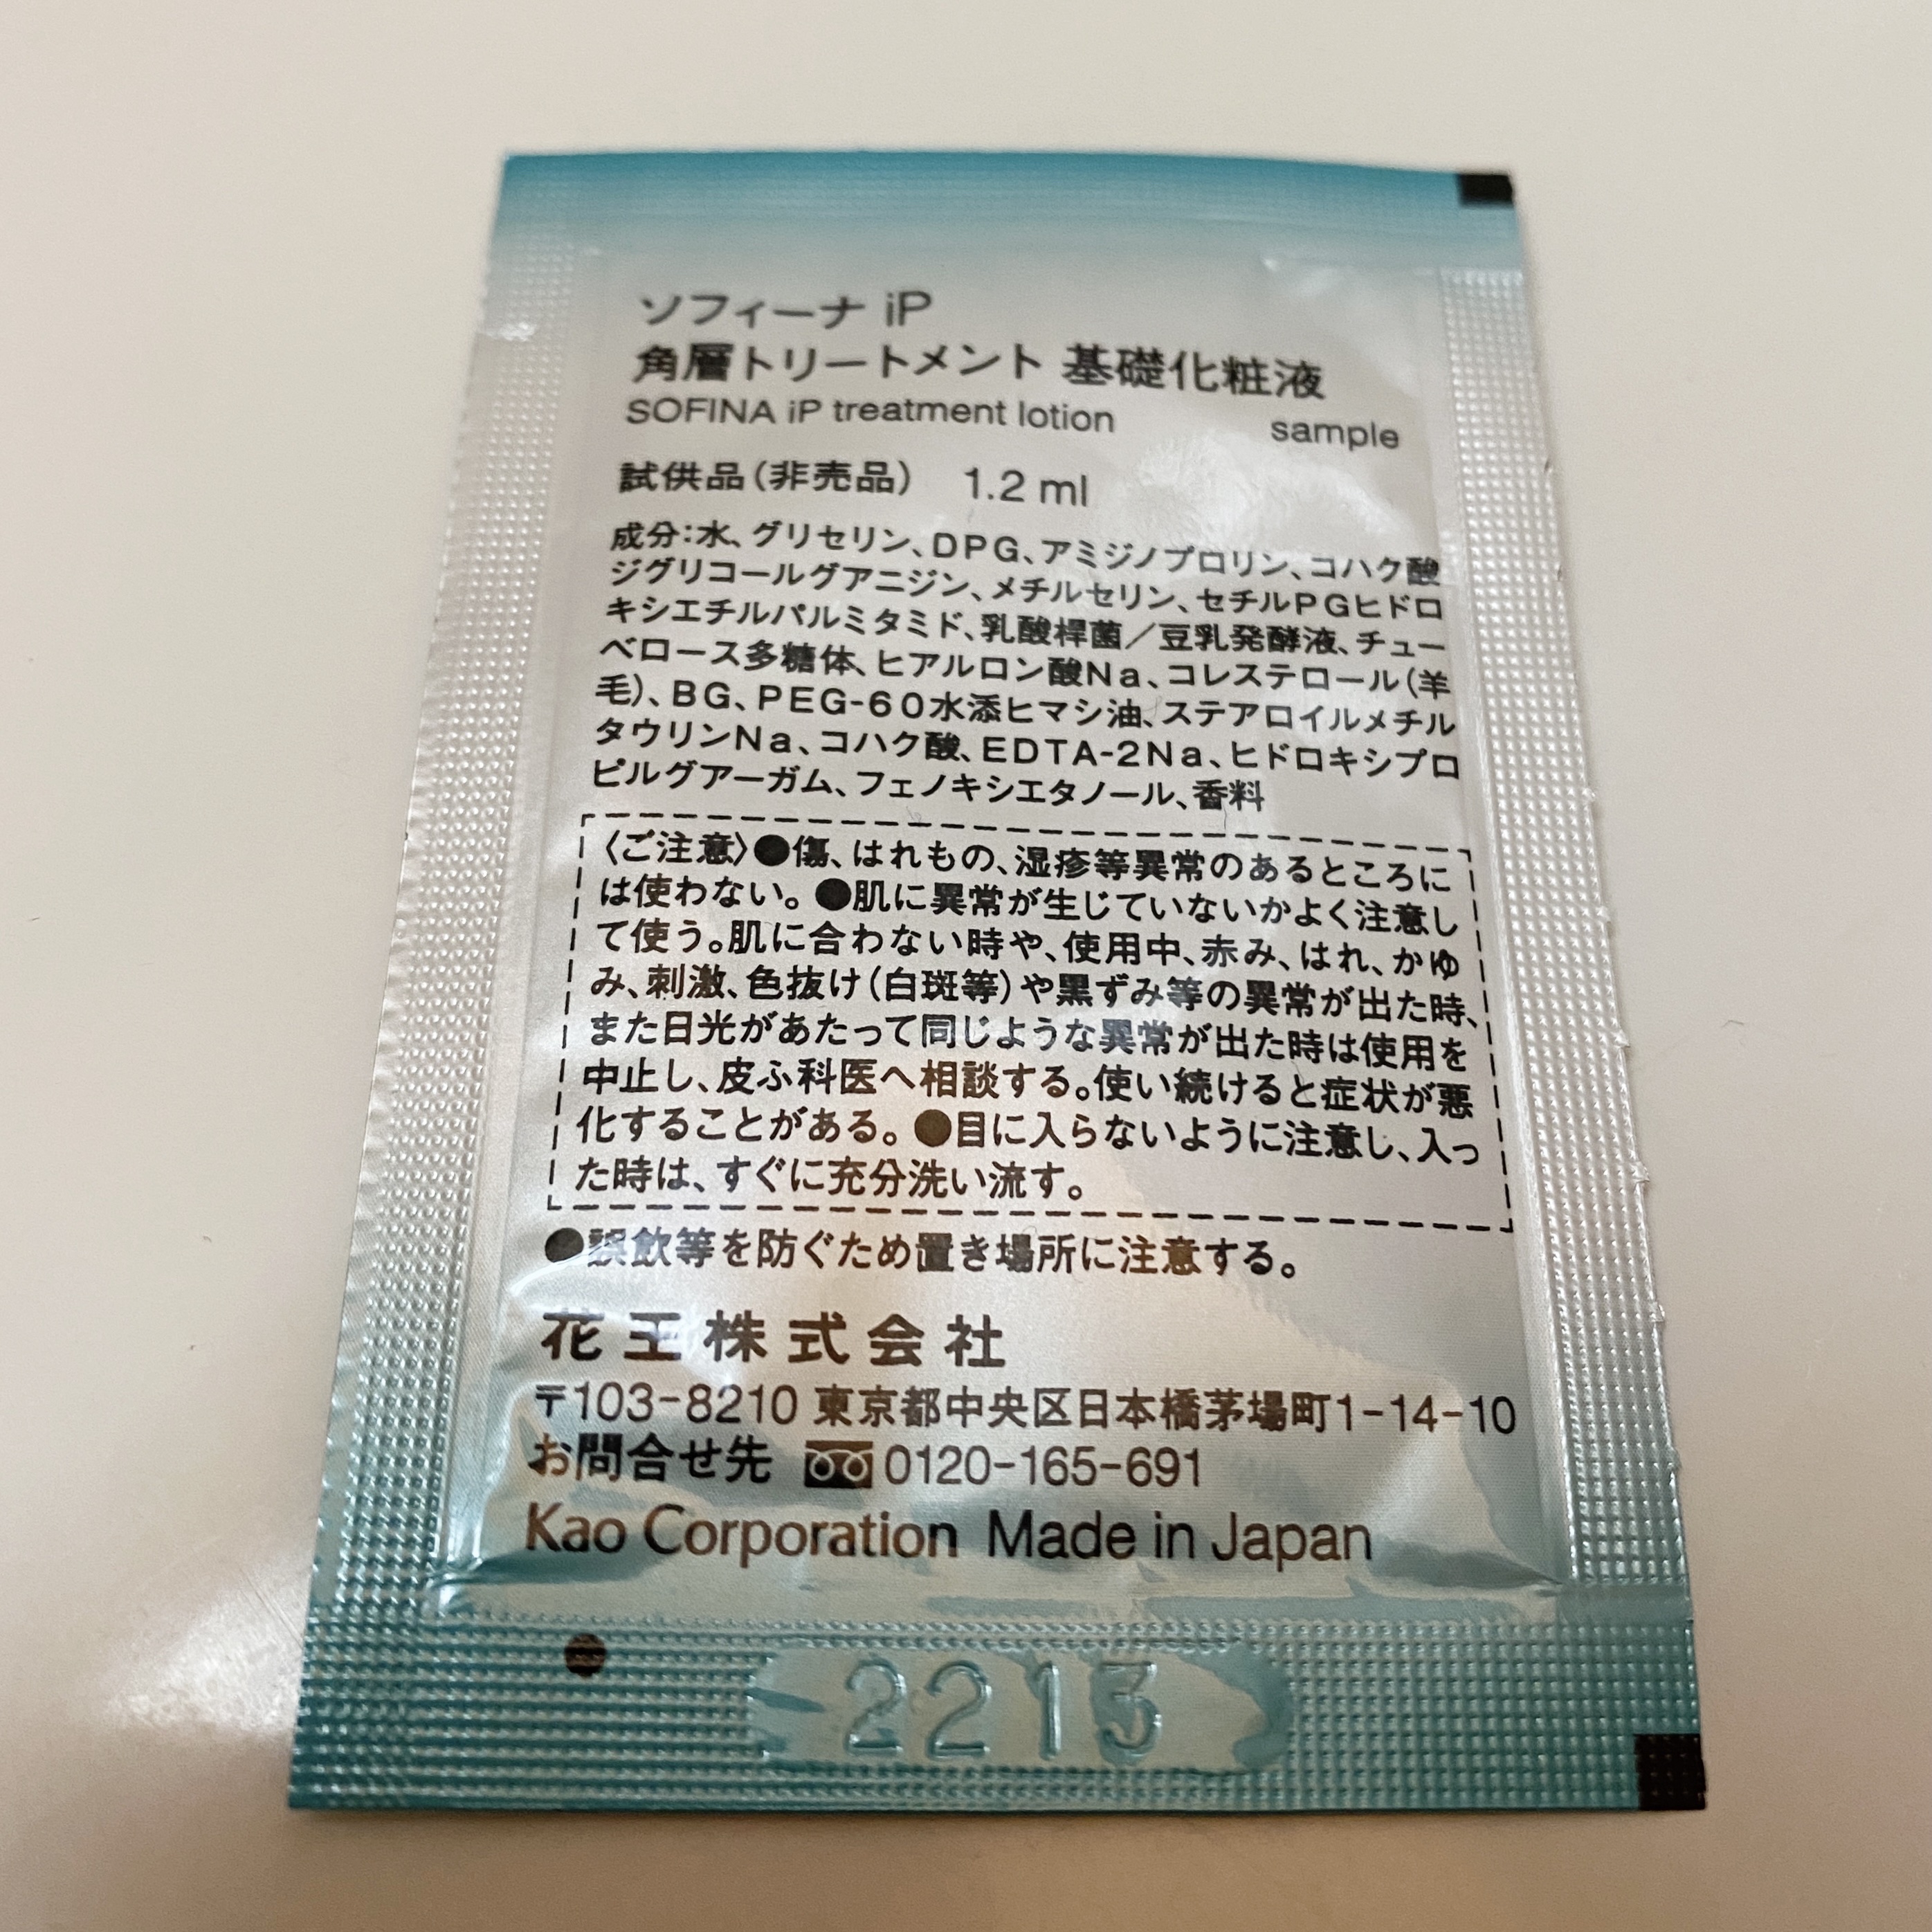 ソフィーナ iP
角層トリートメント 基礎化粧液
SOFINA iP treatment lotion sample
試供品(非売品) 1.2 ml
成分:水、グリセリン、DPG、アミジノプロリン、コハク酸
ジグリコールグアニジン、メチルセリン、セチルPGヒドロ
キシエチルパルミタミド、乳酸桿菌/豆乳発酵液、チュー
ベロース多糖体、ヒアルロン酸Na、コレステロール(羊
毛)、BG、PEG-60水添ヒマシ油、ステアロイルメチル
タウリンNa、コハク酸、EDTA-2Na、ヒドロキシプロ
ピルグアーガム、フェノキシエタノール、香料
〈ご注意〉●傷、はれもの、湿疹等異常のあるところに
は使わない。●肌に異常が生じていないかよく注意し
て使う。肌に合わない時や、使用中、赤み、はれ、かゆ
み、刺激、色抜け(白斑等)や黒ずみ等の異常が出た時、
また日光があたって同じような異常が出た時は使用を
中止し、皮ふ科医へ相談する。使い続けると症状が悪
化することがある。●目に入らないように注意し、入っ
た時は、すぐに充分洗い流す。
●誤飲等を防ぐため置き場所に注意する。
花王株式会社
〒103-8210 東京都中央区日本橋茅場町1-14-10
お問合せ先 0120-165-691
Kao Corporation Made in Japan
2213